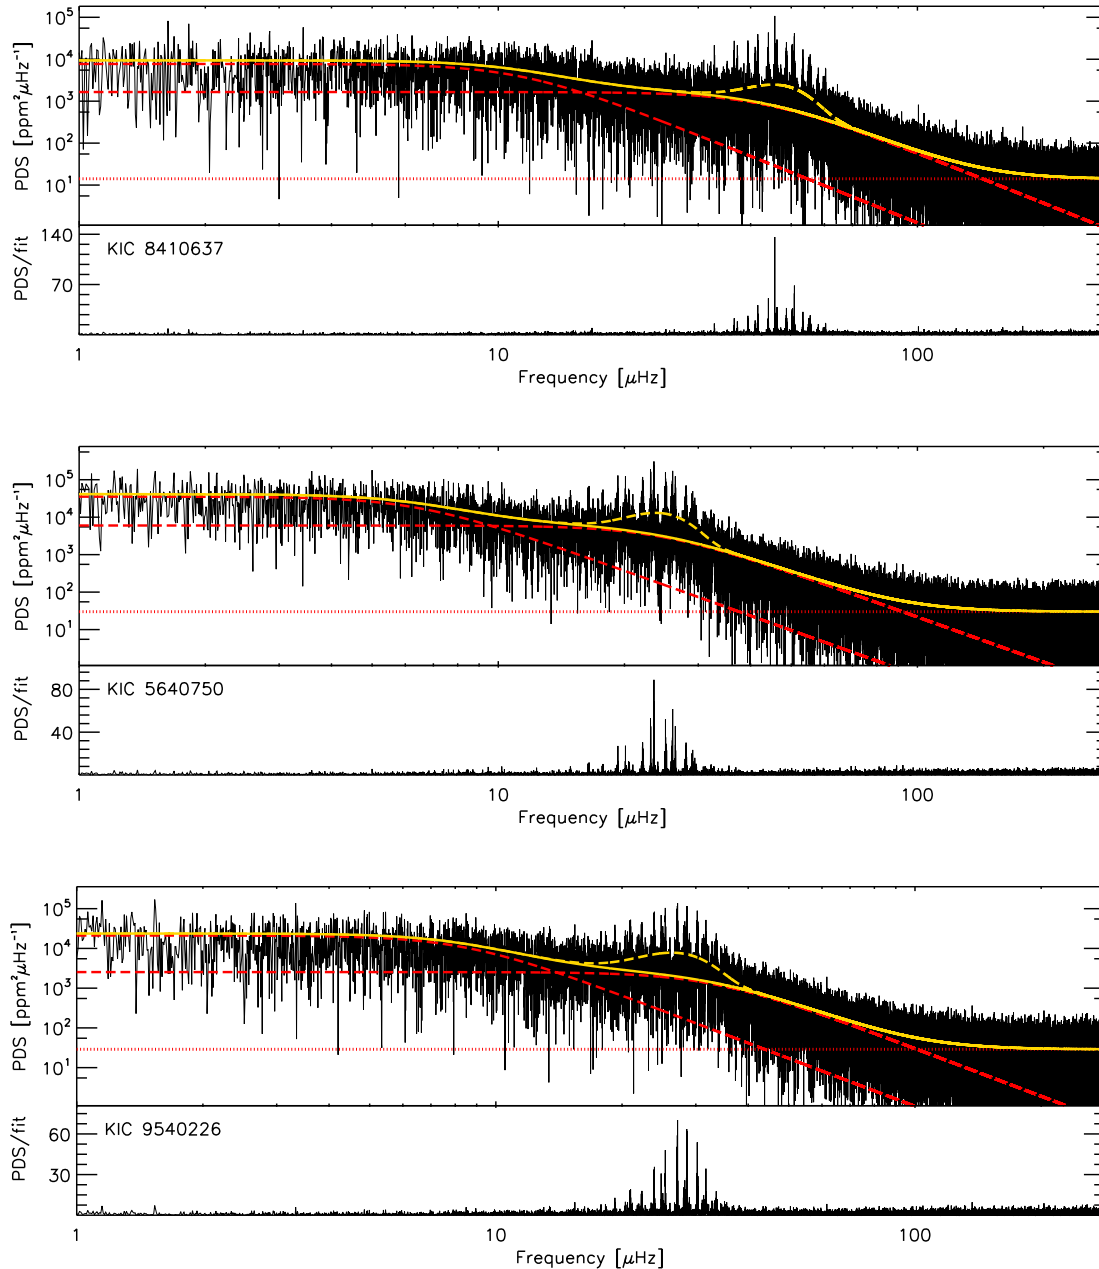 10⁵
10⁴
10³
10²
10¹
PDS [ppm²μHz⁻¹]
140
70
PDS/fit
KIC 8410637
1 10 100
Frequency [μHz]
10⁵
10⁴
10³
10²
10¹
PDS [ppm²μHz⁻¹]
80
40
PDS/fit
KIC 5640750
1 10 100
Frequency [μHz]
10⁵
10⁴
10³
10²
10¹
PDS [ppm²μHz⁻¹]
60
30
PDS/fit
KIC 9540226
1 10 100
Frequency [μHz]